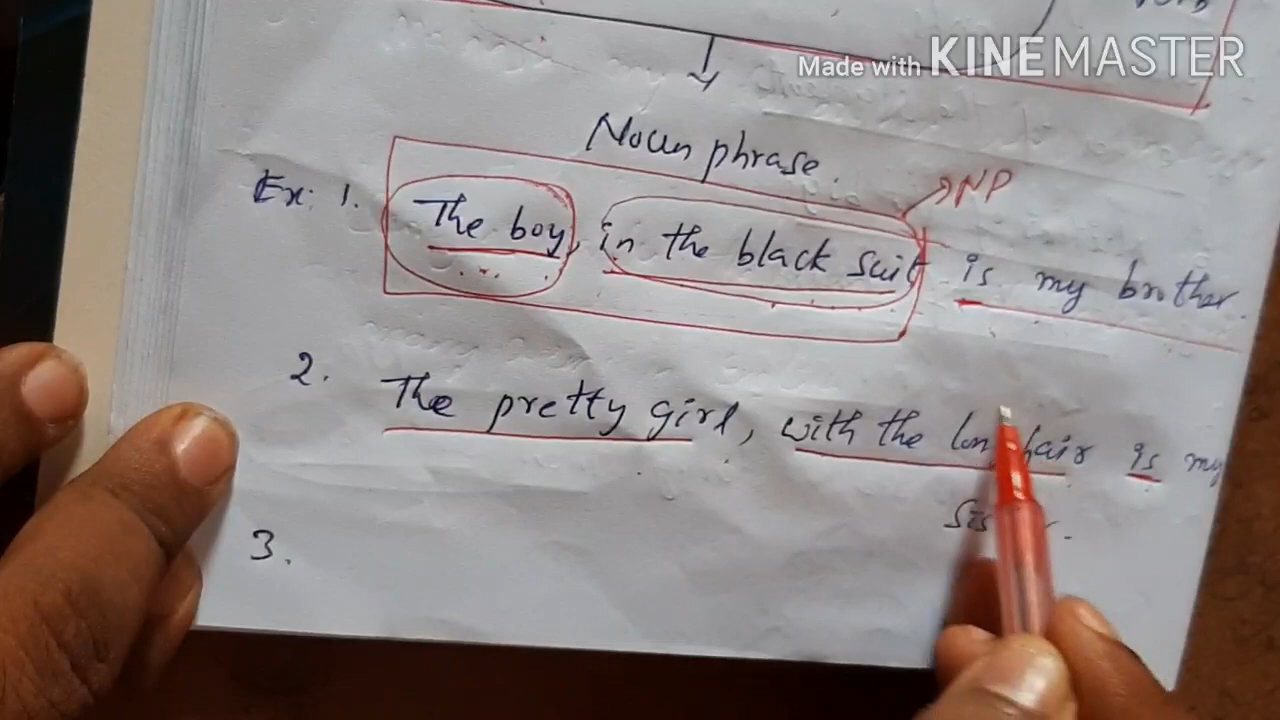 Made with KINEMASTER
Noun phrase.
NP
Ex: 1. The boy, in the black suit is my brother.
2. The pretty girl, with the long hair is my
3.